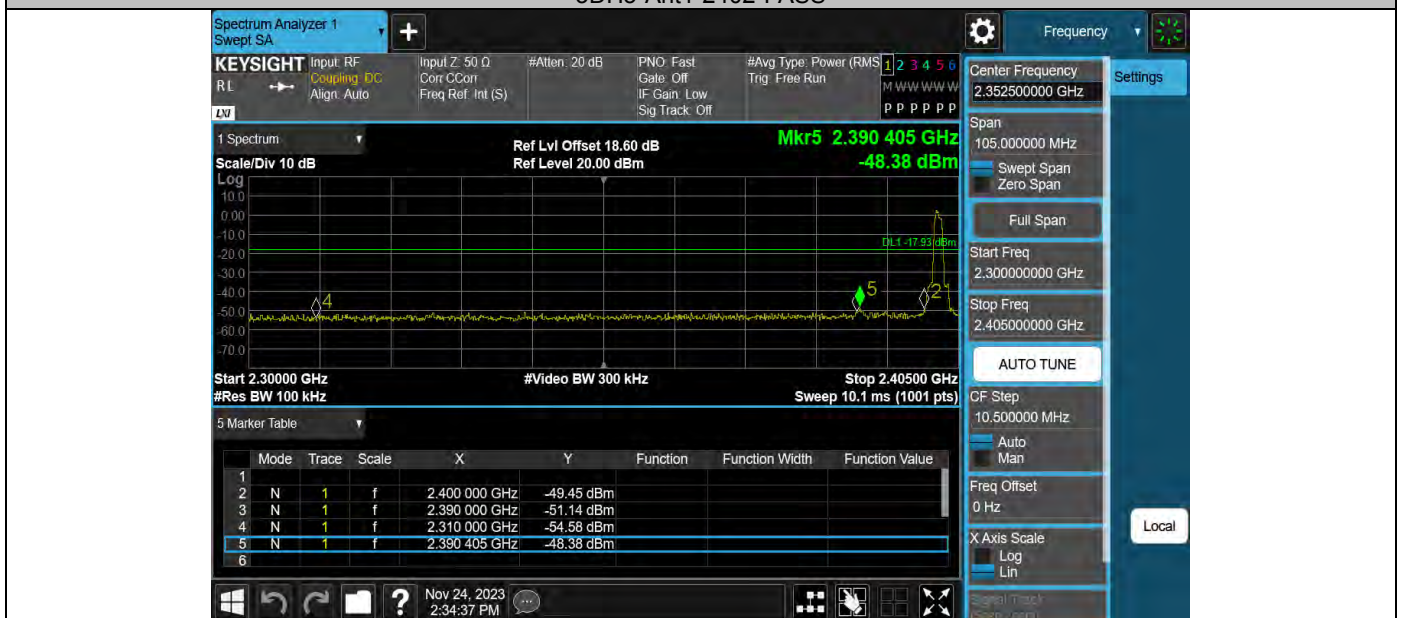 Spectrum Analyzer 1
Swept SA
+
Frequency
KEYSIGHT Input: RF Input Z: 50 Ω #Atten: 20 dB PNO: Fast #Avg Type: Power (RMS 1 2 3 4 5 6
RL Coupling: DC Corr CCorr Gate: Off Trig: Free Run
Align: Auto Freq Ref: Int (S) IF Gain: Low M W W W W W
LXI Sig Track: Off P P P P P P
Center Frequency
2.352500000 GHz
Settings
1 Spectrum
Scale/Div 10 dB
Ref Lvl Offset 18.60 dB
Ref Level 20.00 dBm
Mkr5 2.390 405 GHz
-48.38 dBm
Log
10.0
0.00
-10.0
-20.0
-30.0
-40.0
-50.0
-60.0
-70.0
DL1 -17.93 dBm
4
5
2
Start 2.30000 GHz #Video BW 300 kHz Stop 2.40500 GHz
#Res BW 100 kHz Sweep 10.1 ms (1001 pts)
Span
105.000000 MHz
Swept Span
Zero Span
Full Span
Start Freq
2.300000000 GHz
Stop Freq
2.405000000 GHz
AUTO TUNE
CF Step
10.500000 MHz
Auto
Man
Freq Offset
0 Hz
X Axis Scale
Log
Lin
Signal Track
Local
5 Marker Table
Mode Trace Scale X Y Function Function Width Function Value
1
2 N 1 f 2.400 000 GHz -49.45 dBm
3 N 1 f 2.390 000 GHz -51.14 dBm
4 N 1 f 2.310 000 GHz -54.58 dBm
5 N 1 f 2.390 405 GHz -48.38 dBm
6
? Nov 24, 2023
2:34:37 PM